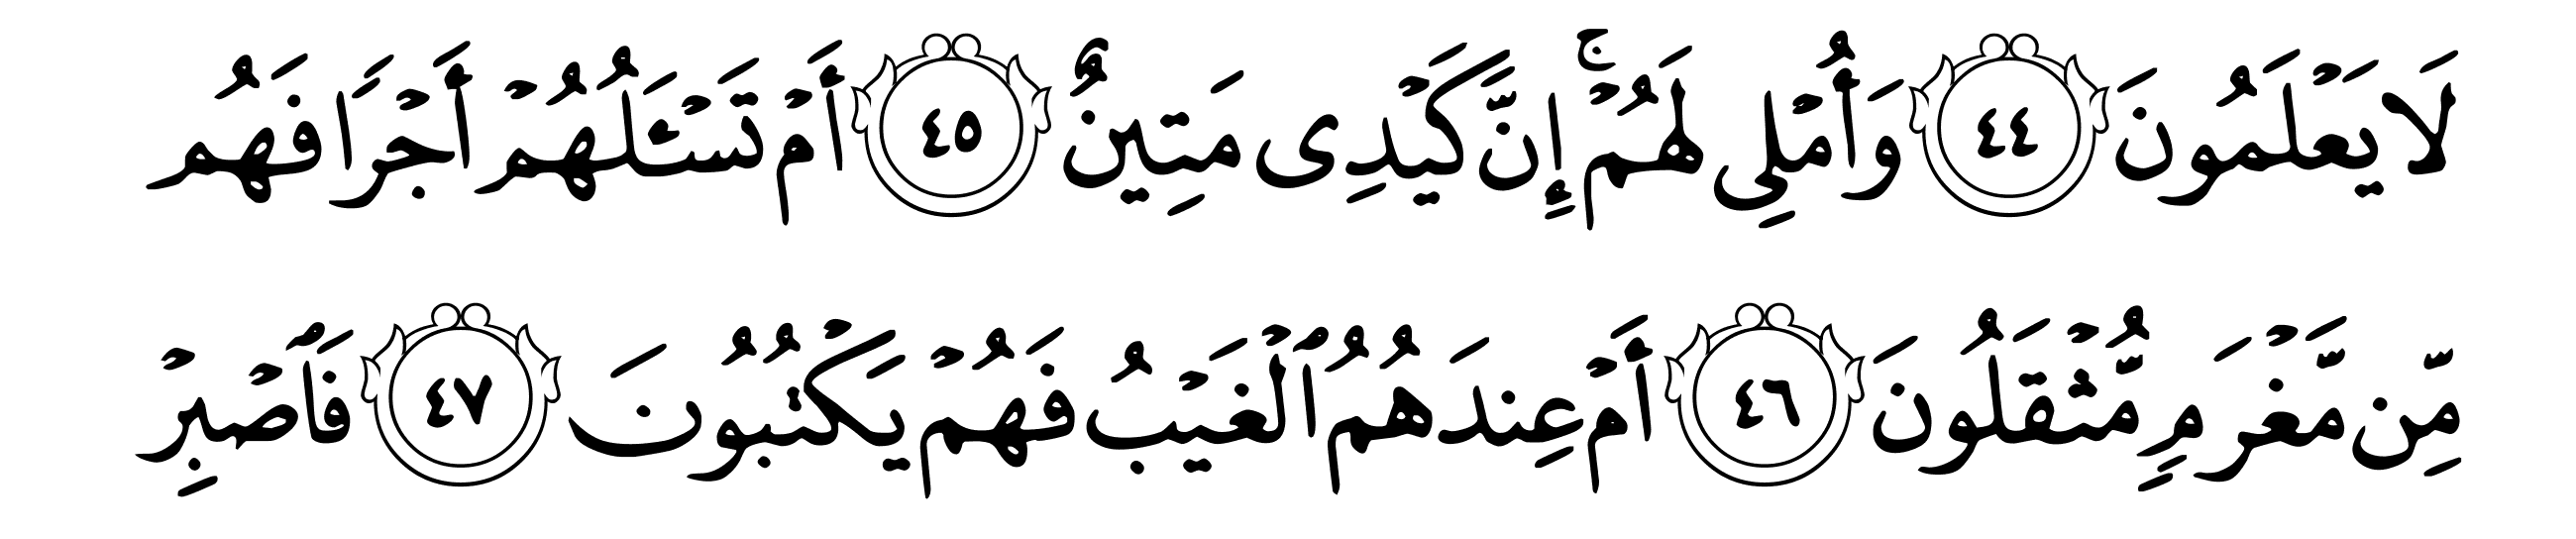 لَا يَعْلَمُونَ ٤٤ وَأُمْلِى لَهُمْ ۚ إِنَّ كَيْدِى مَتِينٌ ٤٥ أَمْ تَسْـَٔلُهُمْ أَجْرًا فَهُم
مِّن مَّغْرَمٍ مُّثْقَلُونَ ٤٦ أَمْ عِندَهُمُ ٱلْغَيْبُ فَهُمْ يَكْتُبُونَ ٤٧ فَٱصْبِرْ